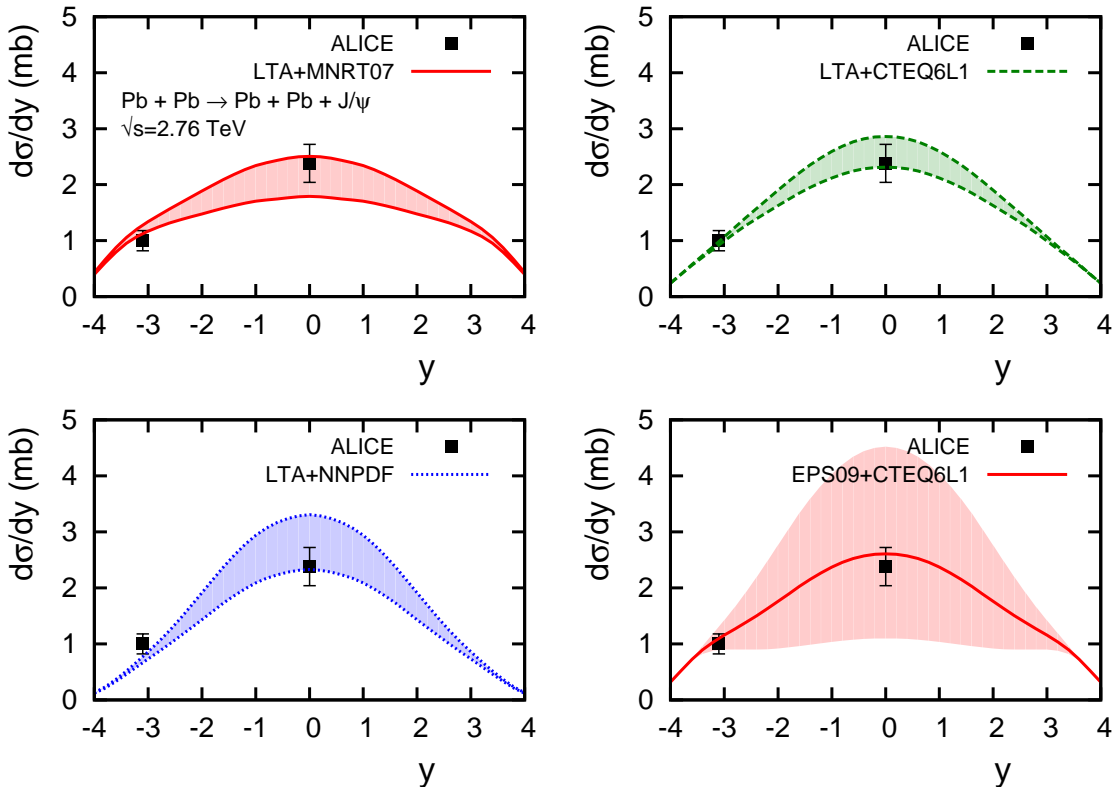 dσ/dy (mb)
5
4
3
2
1
0
ALICE
LTA+MNRT07
Pb + Pb → Pb + Pb + J/ψ
√s=2.76 TeV
-4 -3 -2 -1 0 1 2 3 4
y
dσ/dy (mb)
5
4
3
2
1
0
ALICE
LTA+CTEQ6L1
-4 -3 -2 -1 0 1 2 3 4
y
dσ/dy (mb)
5
4
3
2
1
0
ALICE
LTA+NNPDF
-4 -3 -2 -1 0 1 2 3 4
y
dσ/dy (mb)
5
4
3
2
1
0
ALICE
EPS09+CTEQ6L1
-4 -3 -2 -1 0 1 2 3 4
y